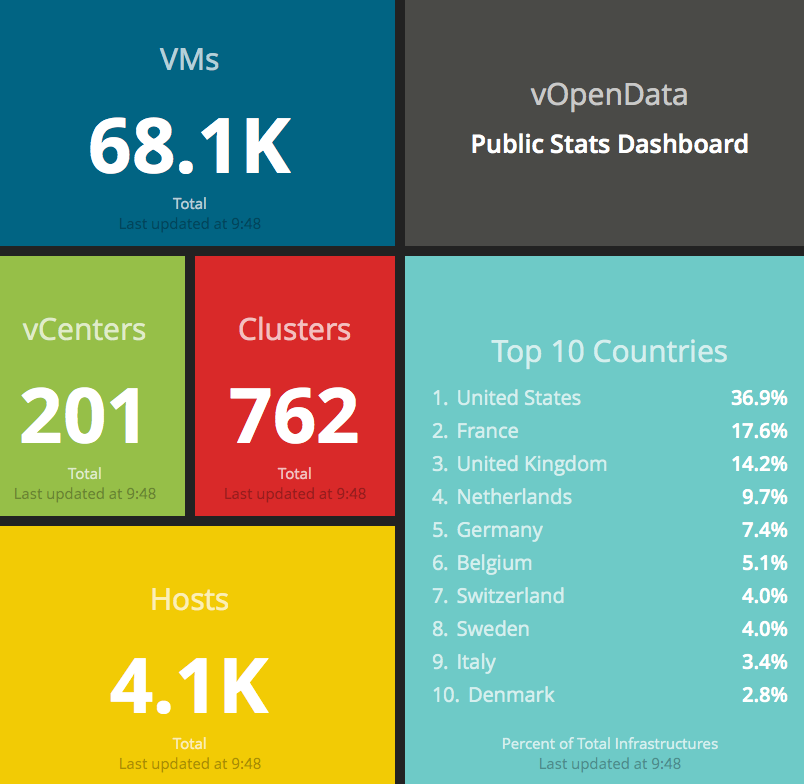 VMs
68.1K
Total
Last updated at 9:48
vOpenData
Public Stats Dashboard
vCenters
201
Total
Last updated at 9:48
Clusters
762
Total
Last updated at 9:48
Hosts
4.1K
Total
Last updated at 9:48
Top 10 Countries
1. United States 36.9%
2. France 17.6%
3. United Kingdom 14.2%
4. Netherlands 9.7%
5. Germany 7.4%
6. Belgium 5.1%
7. Switzerland 4.0%
8. Sweden 4.0%
9. Italy 3.4%
10. Denmark 2.8%
Percent of Total Infrastructures
Last updated at 9:48